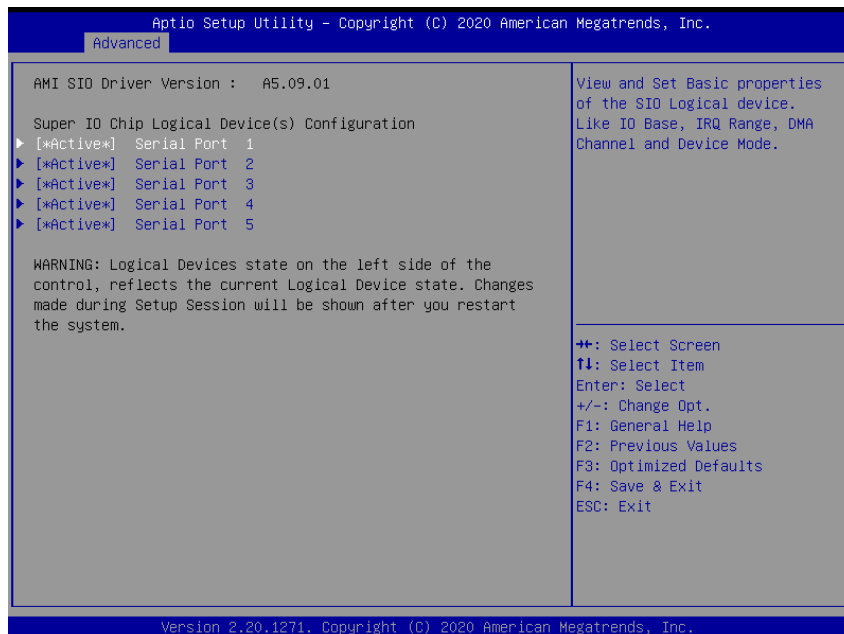 Aptio Setup Utility – Copyright (C) 2020 American Megatrends, Inc.
Advanced
AMI SIO Driver Version :   A5.09.01
Super IO Chip Logical Device(s) Configuration
[*Active*]  Serial Port  1
[*Active*]  Serial Port  2
[*Active*]  Serial Port  3
[*Active*]  Serial Port  4
[*Active*]  Serial Port  5
WARNING: Logical Devices state on the left side of the
control, reflects the current Logical Device state. Changes
made during Setup Session will be shown after you restart
the system.
View and Set Basic properties
of the SIO Logical device.
Like IO Base, IRQ Range, DMA
Channel and Device Mode.
→←: Select Screen
↑↓: Select Item
Enter: Select
+/-: Change Opt.
F1: General Help
F2: Previous Values
F3: Optimized Defaults
F4: Save & Exit
ESC: Exit
Version 2.20.1271. Copyright (C) 2020 American Megatrends, Inc.